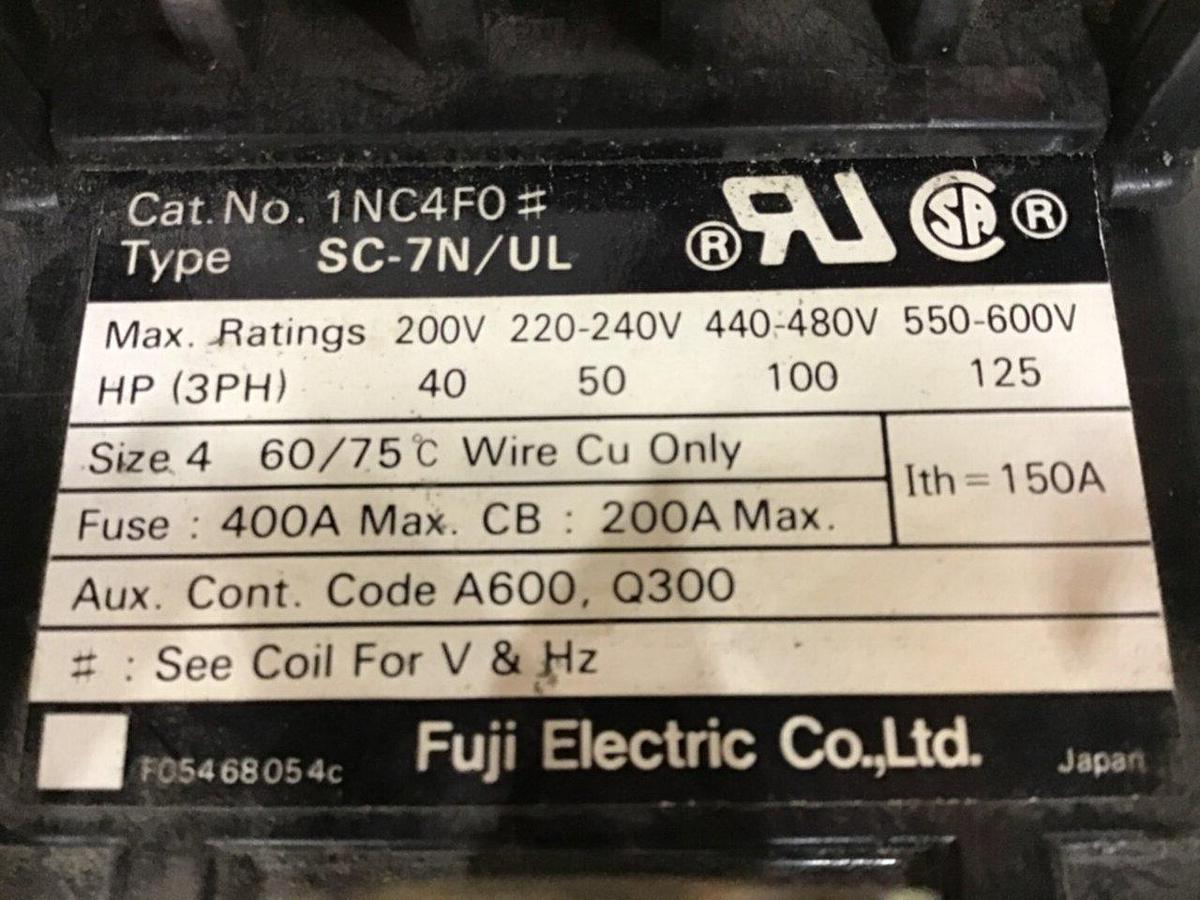 Cat. No. 1NC4F0 #
Type SC-7N/UL
® RU SA ®
Max. Ratings 200V 220-240V 440-480V 550-600V
HP (3PH) 40 50 100 125
Size 4 60/75℃ Wire Cu Only
Ith = 150A
Fuse : 400A Max. CB : 200A Max.
Aux. Cont. Code A600, Q300
# : See Coil For V & Hz
F05468054c Fuji Electric Co.,Ltd. Japan